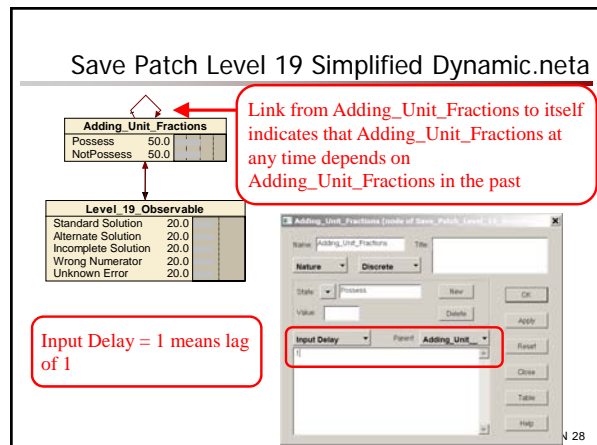 Save Patch Level 19 Simplified Dynamic.neta
Adding_Unit_Fractions
Possess 50.0
NotPossess 50.0
Link from Adding_Unit_Fractions to itself
indicates that Adding_Unit_Fractions at
any time depends on
Adding_Unit_Fractions in the past
Level_19_Observable
Standard Solution 20.0
Alternate Solution 20.0
Incomplete Solution 20.0
Wrong Numerator 20.0
Unknown Error 20.0
Adding_Unit_Fractions (node of Save_Patch_Level_19_
Name: Adding_Unit_Fractions Title:
Nature Discrete
State: Possess New OK
Value: Delete Apply
Input Delay Parent: Adding_Unit__ Reset
1
Close
Table
Help
Input Delay = 1 means lag
of 1
N 28